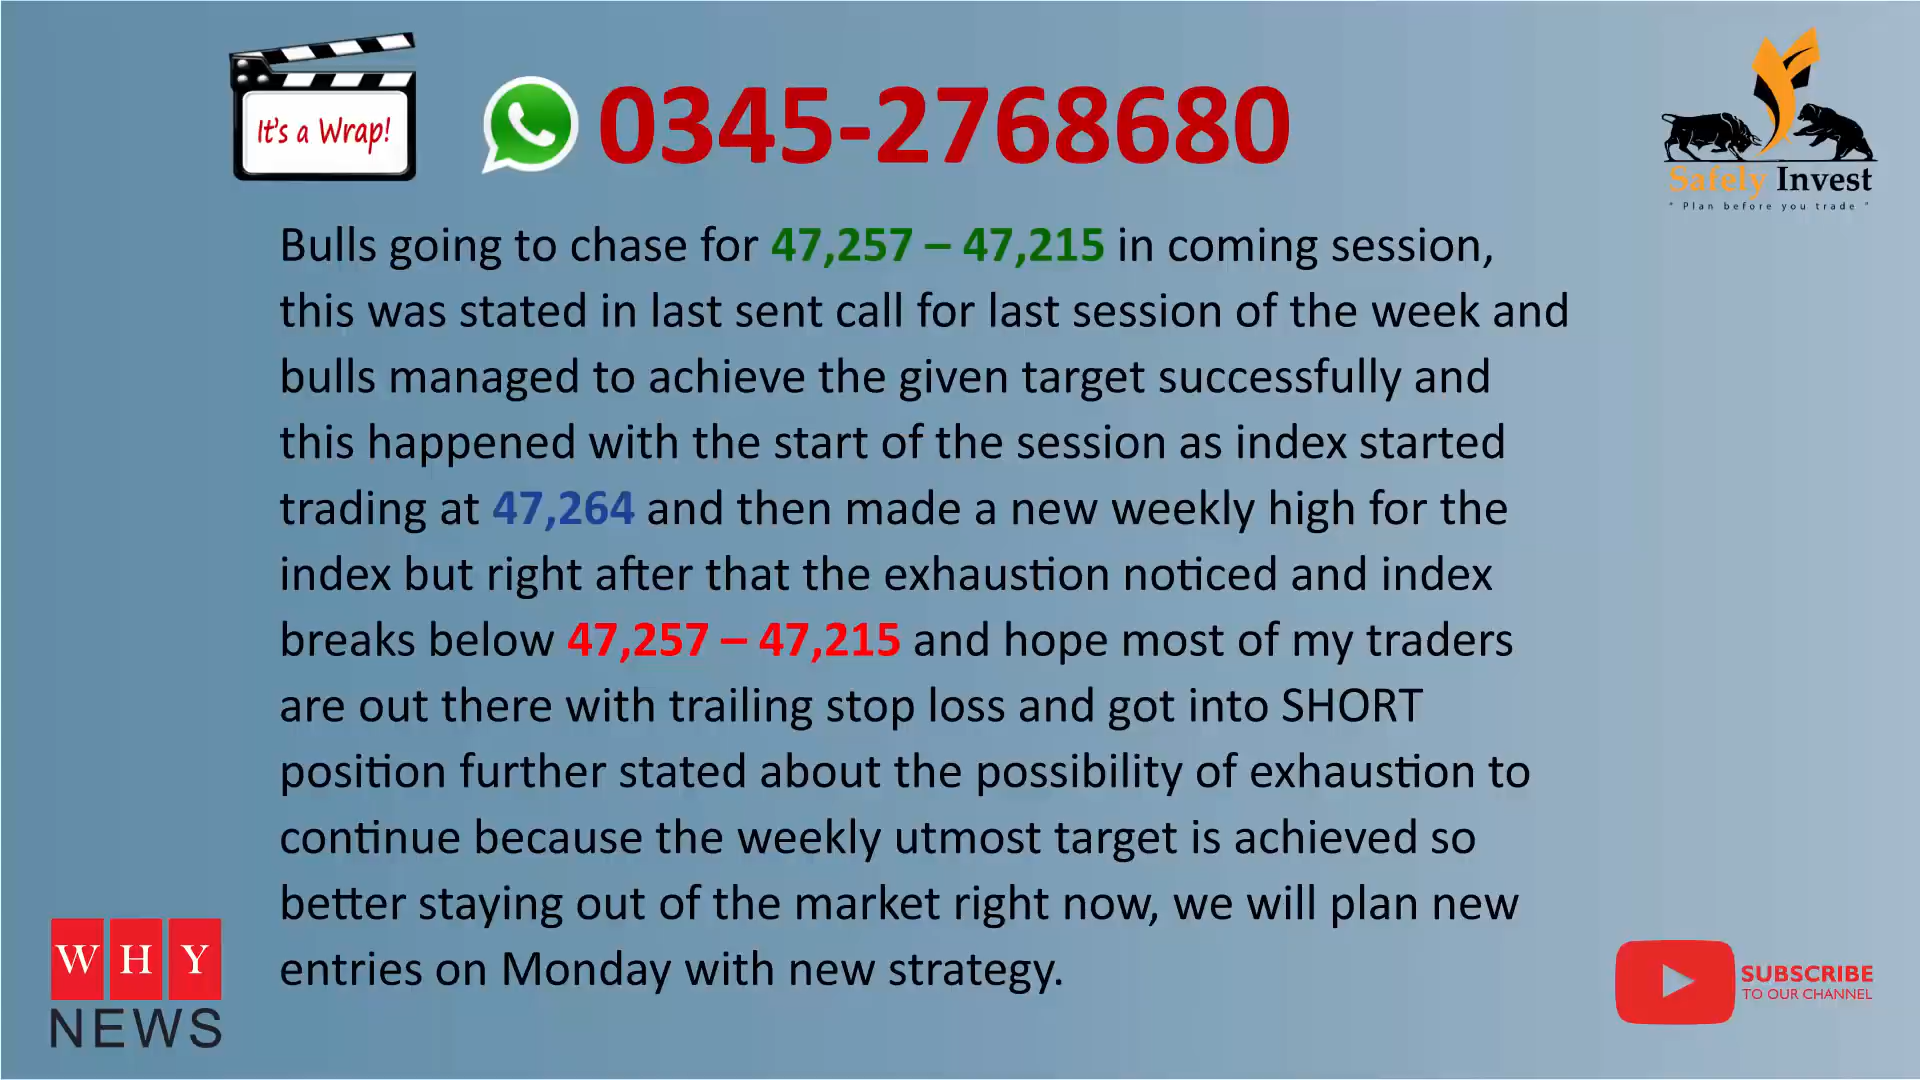 It's a Wrap!
0345-2768680
Safely Invest
" Plan before you trade "
Bulls going to chase for 47,257 – 47,215 in coming session,
this was stated in last sent call for last session of the week and
bulls managed to achieve the given target successfully and
this happened with the start of the session as index started
trading at 47,264 and then made a new weekly high for the
index but right after that the exhaustion noticed and index
breaks below 47,257 – 47,215 and hope most of my traders
are out there with trailing stop loss and got into SHORT
position further stated about the possibility of exhaustion to
continue because the weekly utmost target is achieved so
better staying out of the market right now, we will plan new
entries on Monday with new strategy.
WHY
NEWS
SUBSCRIBE
TO OUR CHANNEL